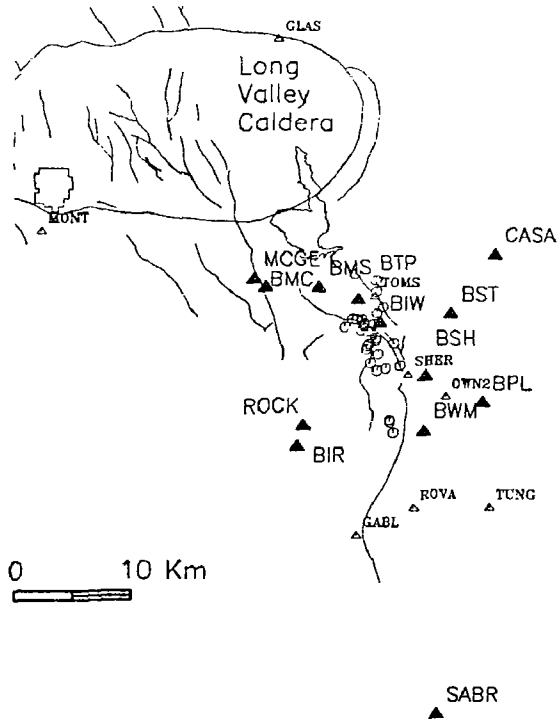 GLAS
Long
Valley
Caldera
MONT
CASA
MCGE
BMS
BTP
BMC
TOMS
BIW
BST
BSH
SHER
OWN2
BPL
ROCK
BWM
BIR
ROVA
TUNG
GABL
0 10 Km
SABR